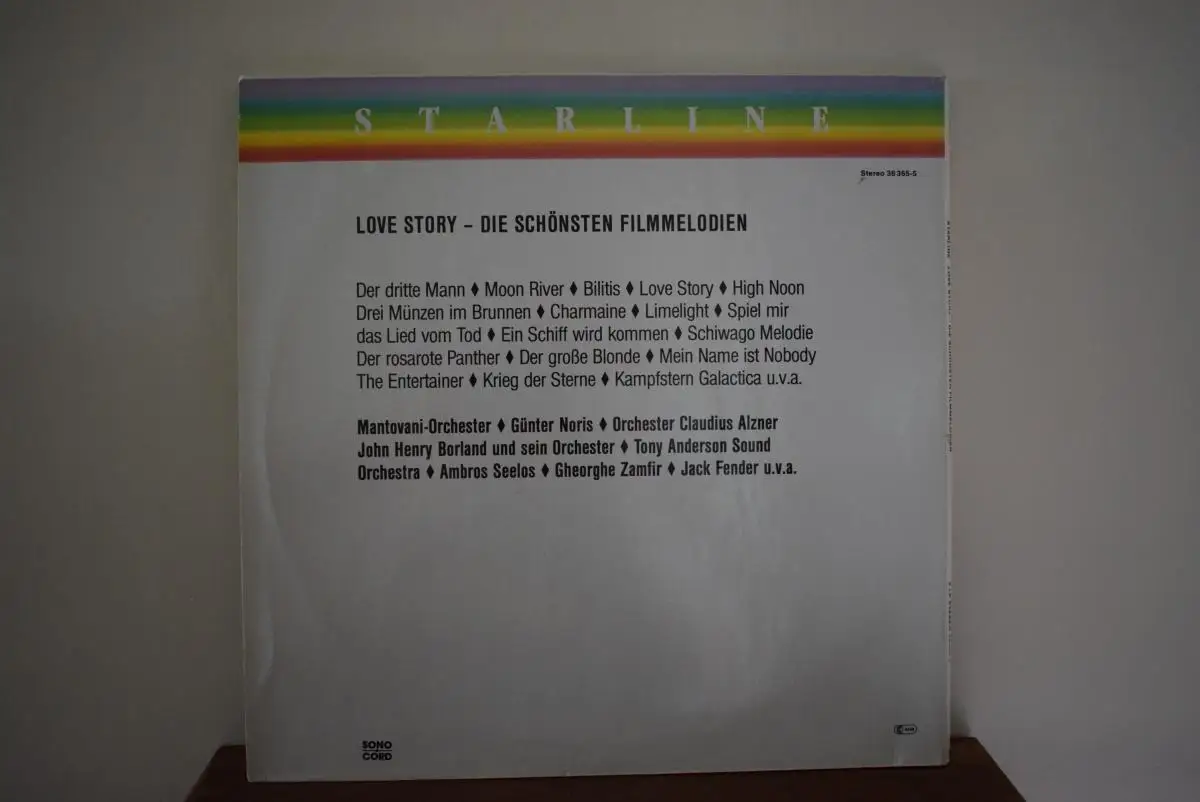 STARLINE
Stereo 36 365-5
LOVE STORY – DIE SCHÖNSTEN FILMMELODIEN
Der dritte Mann ♦ Moon River ♦ Bilitis ♦ Love Story ♦ High Noon
Drei Münzen im Brunnen ♦ Charmaine ♦ Limelight ♦ Spiel mir
das Lied vom Tod ♦ Ein Schiff wird kommen ♦ Schiwago Melodie
Der rosarote Panther ♦ Der große Blonde ♦ Mein Name ist Nobody
The Entertainer ♦ Krieg der Sterne ♦ Kampfstern Galactica u.v.a.
Mantovani-Orchester ♦ Günter Noris ♦ Orchester Claudius Alzner
John Henry Borland und sein Orchester ♦ Tony Anderson Sound
Orchestra ♦ Ambros Seelos ♦ Gheorghe Zamfir ♦ Jack Fender u.v.a.
SONO
CORD